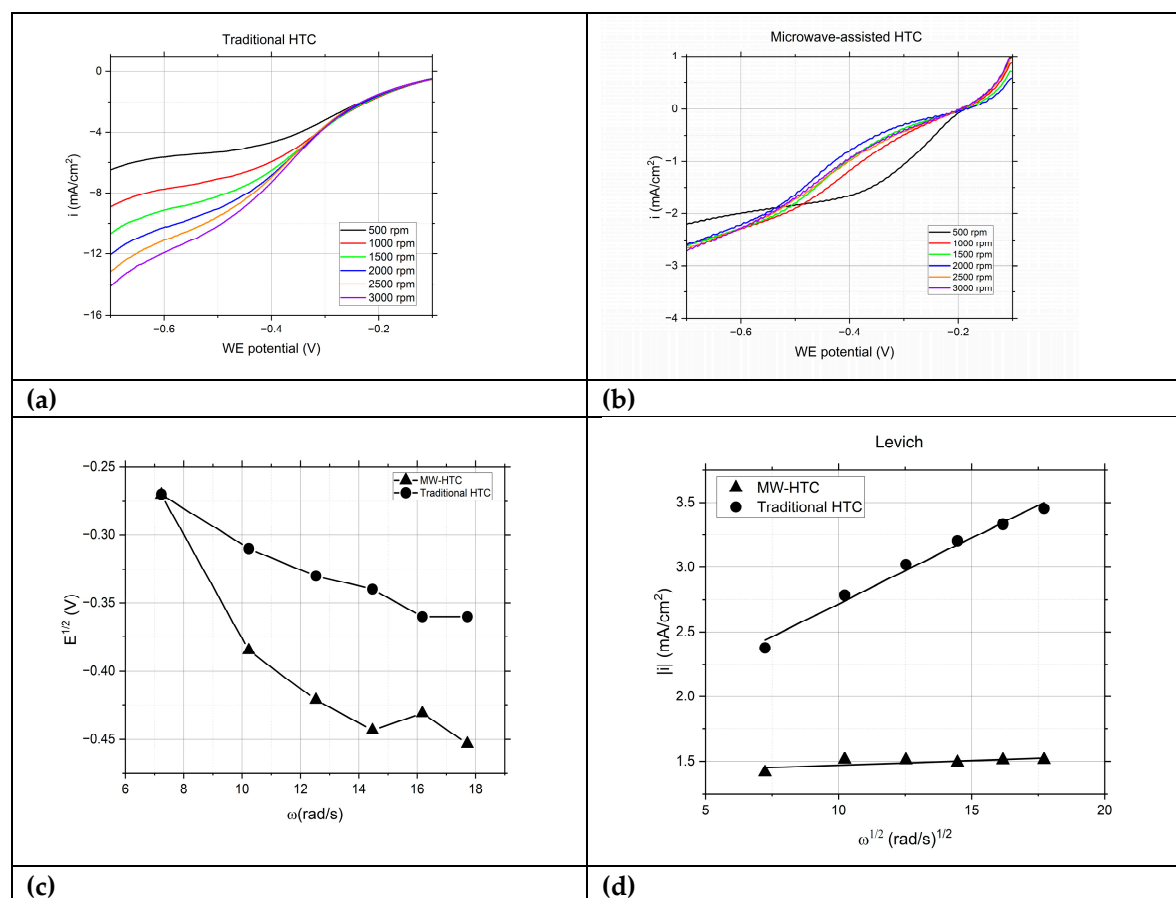 Traditional HTC
0
−4
−8
−12
−16
i (mA/cm²)
500 rpm
1000 rpm
1500 rpm
2000 rpm
2500 rpm
3000 rpm
−0.6
−0.4
−0.2
WE potential (V)
Microwave-assisted HTC
1
0
−1
−2
−3
−4
i (mA/cm²)
500 rpm
1000 rpm
1500 rpm
2000 rpm
2500 rpm
3000 rpm
−0.6
−0.4
−0.2
WE potential (V)
(a)
(b)
−0.25
−0.30
−0.35
−0.40
−0.45
E^1/2 (V)
MW-HTC
Traditional HTC
6
8
10
12
14
16
18
ω(rad/s)
Levich
3.5
3.0
2.5
2.0
1.5
|i| (mA/cm²)
MW-HTC
Traditional HTC
5
10
15
20
ω^1/2 (rad/s)^1/2
(c)
(d)